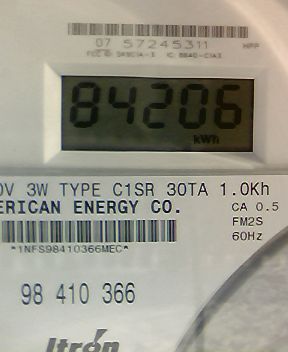 07 57245311 HPP
84206
kWh
0V 3W TYPE C1SR 30TA 1.0Kh
ERICAN ENERGY CO.
CA 0.5
FM2S
60Hz
*1NFS98410366MEC*
98 410 366
Itron